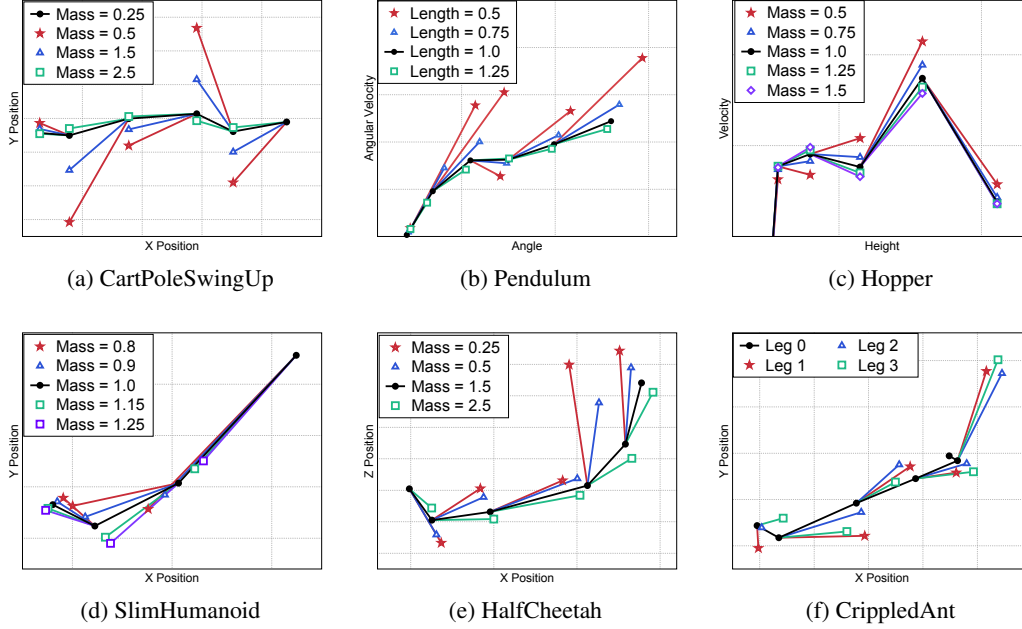 Mass = 0.25
Mass = 0.5
Mass = 1.5
Mass = 2.5
Y Position
X Position
(a) CartPoleSwingUp
Length = 0.5
Length = 0.75
Length = 1.0
Length = 1.25
Angular Velocity
Angle
(b) Pendulum
Mass = 0.5
Mass = 0.75
Mass = 1.0
Mass = 1.25
Mass = 1.5
Velocity
Height
(c) Hopper
Mass = 0.8
Mass = 0.9
Mass = 1.0
Mass = 1.15
Mass = 1.25
Y Position
X Position
(d) SlimHumanoid
Mass = 0.25
Mass = 0.5
Mass = 1.5
Mass = 2.5
Z Position
X Position
(e) HalfCheetah
Leg 0 Leg 2
Leg 1 Leg 3
Y Position
X Position
(f) CrippledAnt